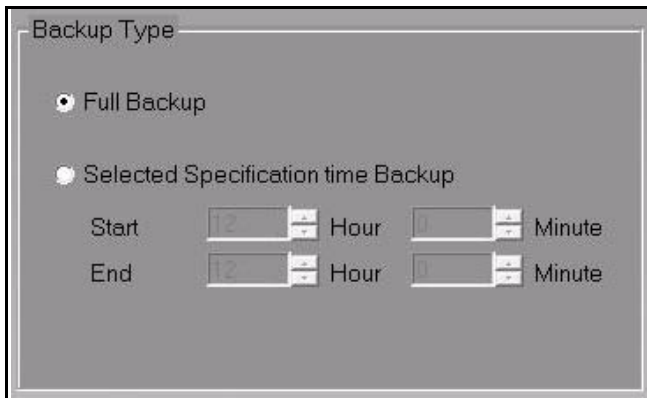 Backup Type
Full Backup
Selected Specification time Backup
Start 12 Hour 0 Minute
End 12 Hour 0 Minute